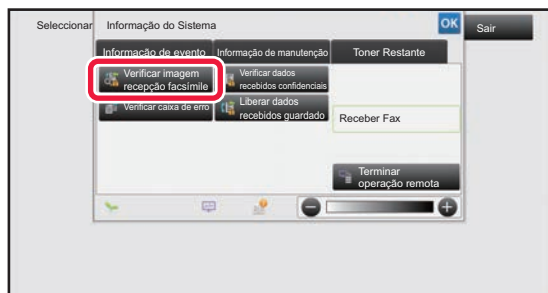 Seleccionar
Informação do Sistema
OK
Sair
Informação de evento
Informação de manutenção
Toner Restante
Verificar imagem
recepção facsímile
Verificar dados
recebidos confidenciais
Verificar caixa de erro
Liberar dados
recebidos guardado
Receber Fax
Terminar
operação remota